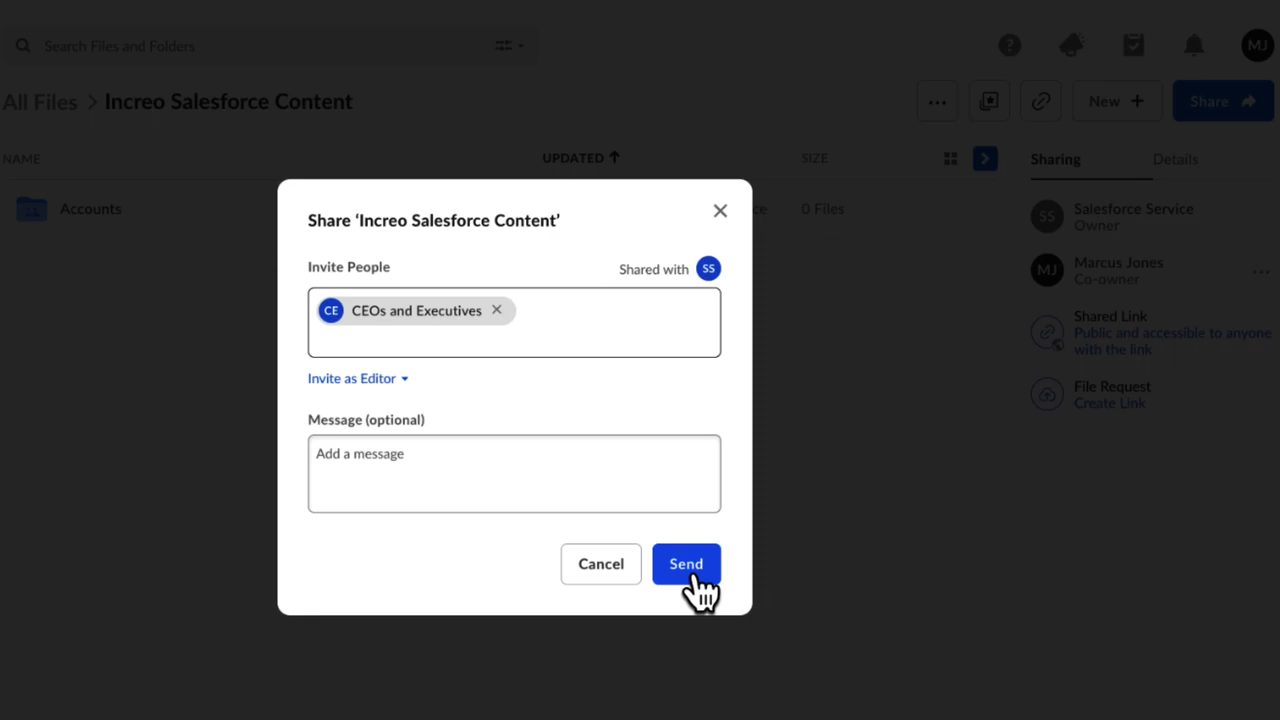 Search Files and Folders
MJ
All Files > Increo Salesforce Content
New +
Share
NAME
UPDATED ↑
SIZE
Sharing
Details
Accounts
ce
0 Files
SS
Salesforce Service
Owner
MJ
Marcus Jones
Co-owner
Shared Link
Public and accessible to anyone
with the link
File Request
Create Link
Share ‘Increo Salesforce Content’
Invite People
Shared with SS
CE CEOs and Executives
Invite as Editor
Message (optional)
Add a message
Cancel
Send